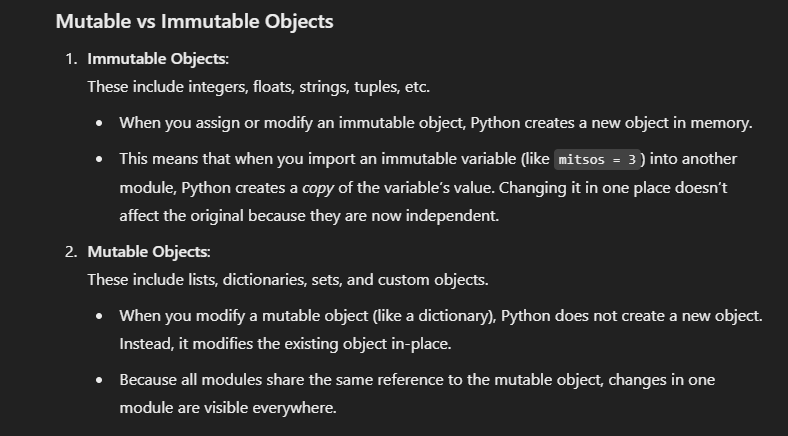 Mutable vs Immutable Objects
1. Immutable Objects:
These include integers, floats, strings, tuples, etc.
• When you assign or modify an immutable object, Python creates a new object in memory.
• This means that when you import an immutable variable (like mitsos = 3) into another
module, Python creates a copy of the variable's value. Changing it in one place doesn't
affect the original because they are now independent.
2. Mutable Objects:
These include lists, dictionaries, sets, and custom objects.
• When you modify a mutable object (like a dictionary), Python does not create a new object.
Instead, it modifies the existing object in-place.
• Because all modules share the same reference to the mutable object, changes in one
module are visible everywhere.